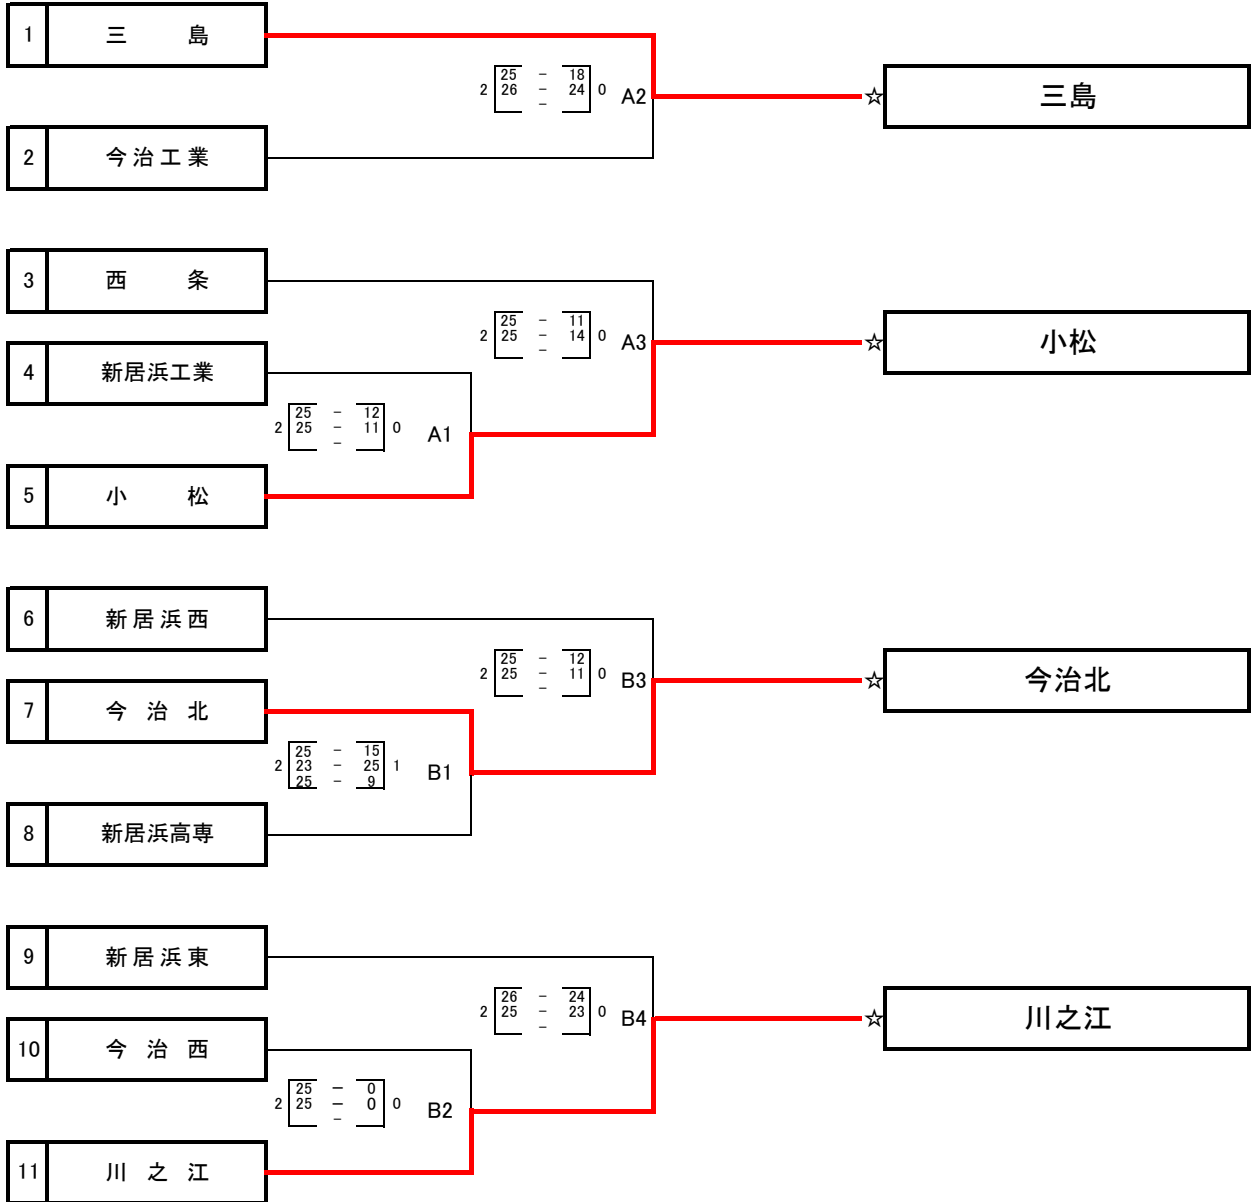 1 三島
25 - 18
2 26 - 24 0 A2
-
☆ 三島
2 今治工業
3 西条
25 - 11
2 25 - 14 0 A3
-
☆ 小松
4 新居浜工業
25 - 12
2 25 - 11 0 A1
-
5 小松
6 新居浜西
25 - 12
2 25 - 11 0 B3
-
☆ 今治北
7 今治北
25 - 15
2 23 - 25 1 B1
25 - 9
8 新居浜高専
9 新居浜東
26 - 24
2 25 - 23 0 B4
-
☆ 川之江
10 今治西
25 - 0
2 25 - 0 0 B2
-
11 川之江